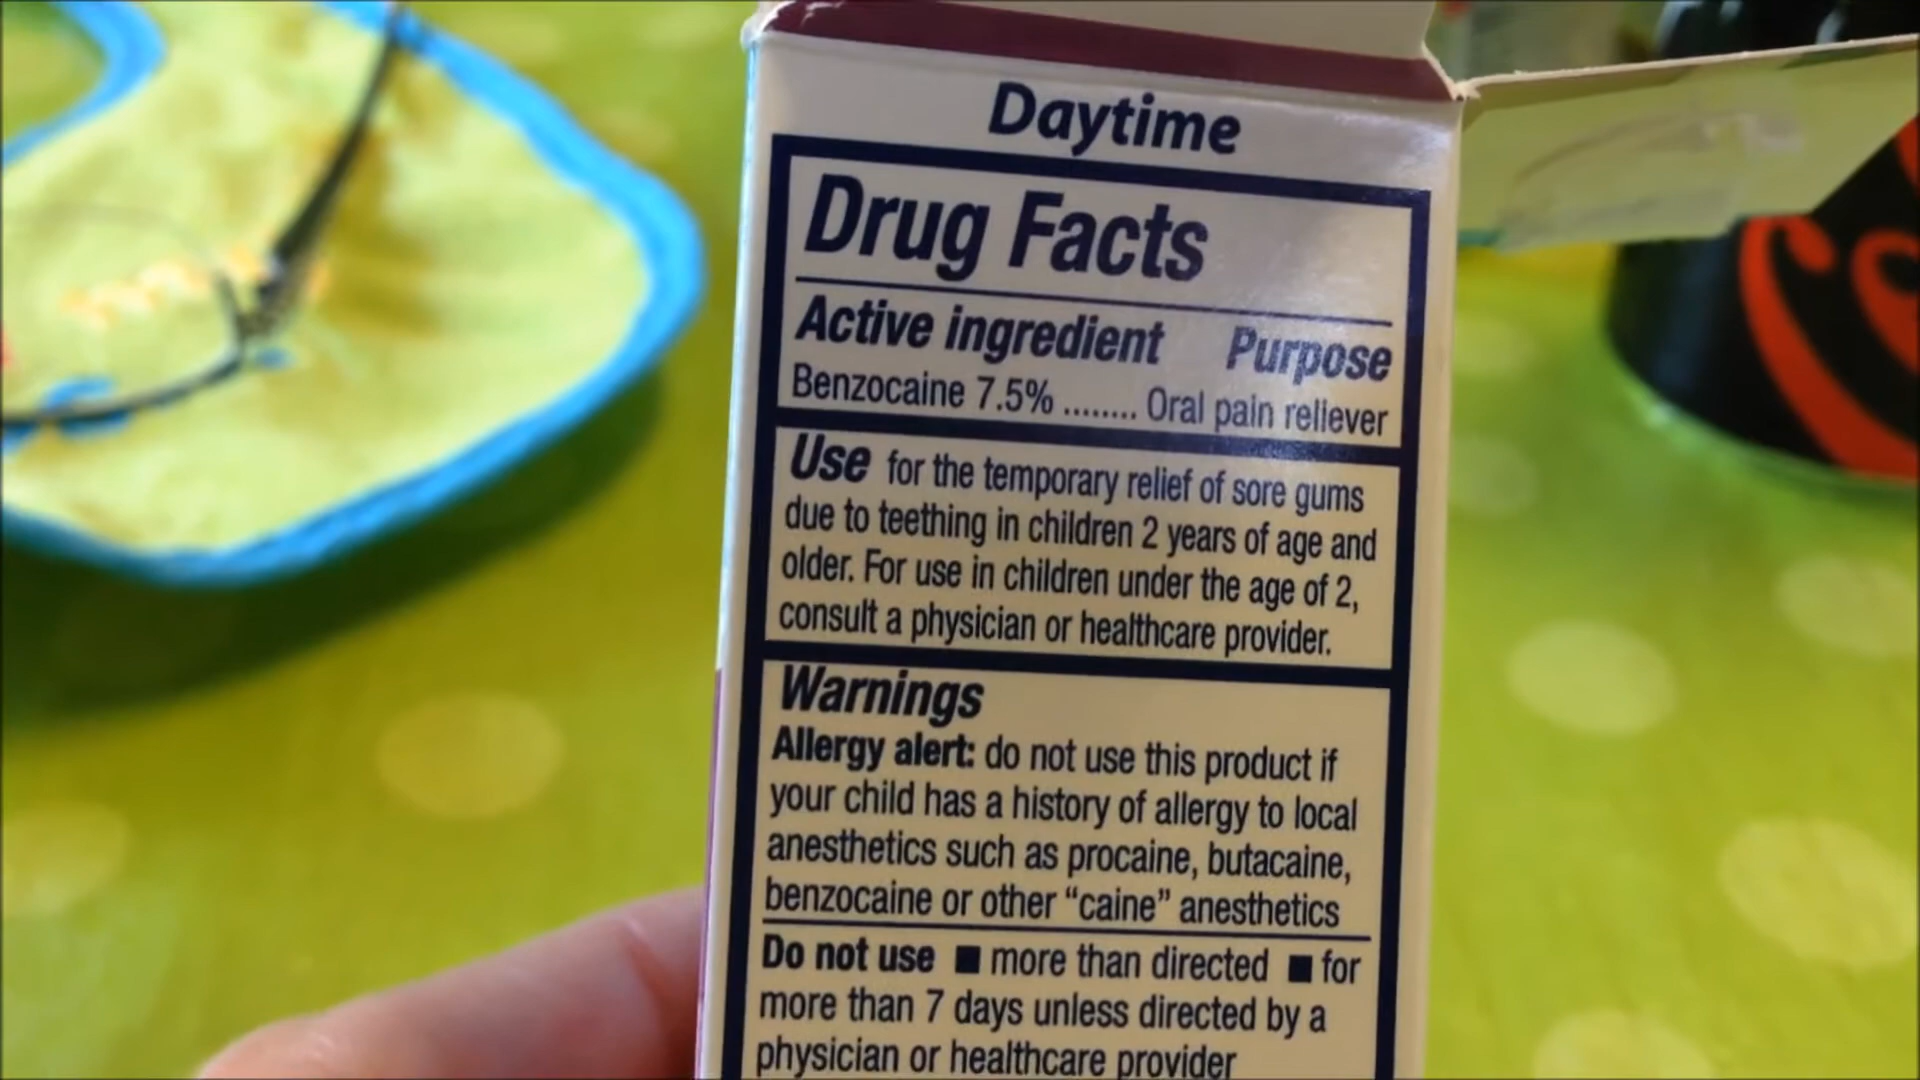 Daytime
Drug Facts
Active ingredient Purpose
Benzocaine 7.5% ........ Oral pain reliever
Use for the temporary relief of sore gums
due to teething in children 2 years of age and
older. For use in children under the age of 2,
consult a physician or healthcare provider.
Warnings
Allergy alert: do not use this product if
your child has a history of allergy to local
anesthetics such as procaine, butacaine,
benzocaine or other “caine” anesthetics
Do not use ■ more than directed ■ for
more than 7 days unless directed by a
physician or healthcare provider